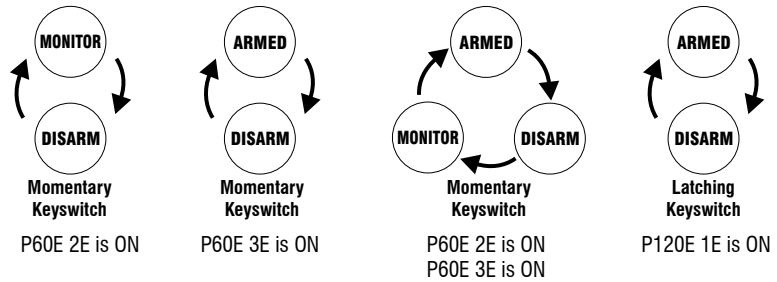 MONITOR
DISARM
Momentary
Keyswitch
P60E 2E is ON
ARMED
DISARM
Momentary
Keyswitch
P60E 3E is ON
ARMED
MONITOR
DISARM
Momentary
Keyswitch
P60E 2E is ON
P60E 3E is ON
ARMED
DISARM
Latching
Keyswitch
P120E 1E is ON